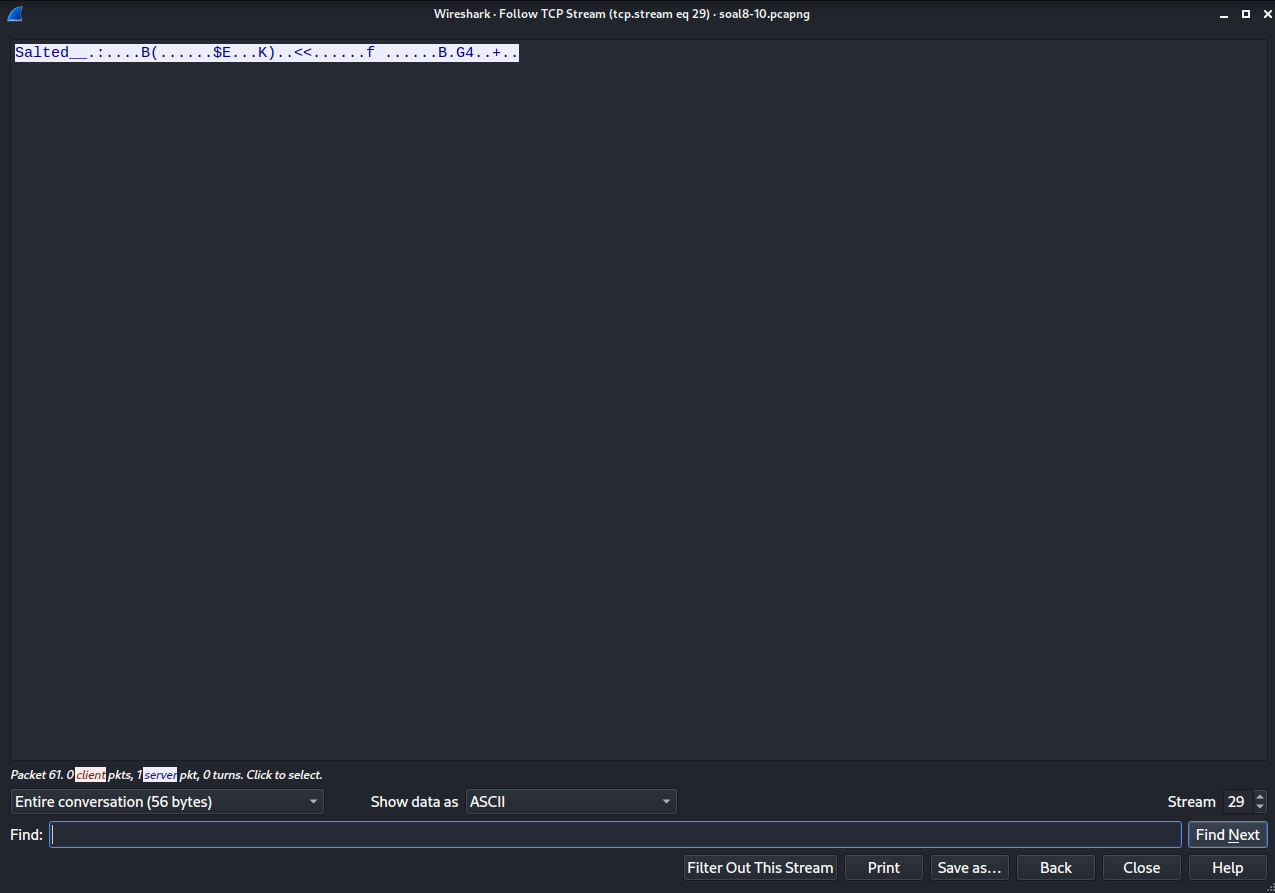 Wireshark · Follow TCP Stream (tcp.stream eq 29) · soal8-10.pcapng
Salted__.:....B(......$E...K)..<<......f ......B.G4..+..
Packet 61. 0 client pkts, 1 server pkt, 0 turns. Click to select.
Entire conversation (56 bytes) Show data as ASCII Stream 29
Find: Find Next
Filter Out This Stream Print Save as… Back Close Help